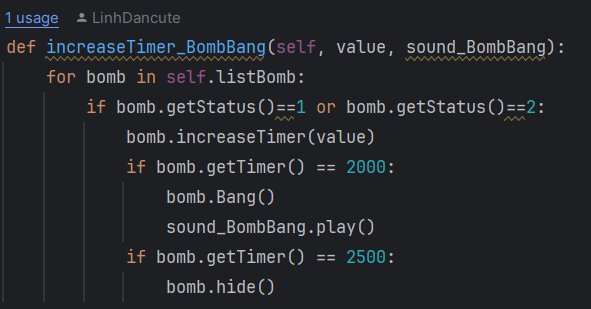 1 usage LinhDancute
def increaseTimer_BombBang(self, value, sound_BombBang):
    for bomb in self.listBomb:
        if bomb.getStatus()==1 or bomb.getStatus()==2:
            bomb.increaseTimer(value)
            if bomb.getTimer() == 2000:
                bomb.Bang()
                sound_BombBang.play()
            if bomb.getTimer() == 2500:
                bomb.hide()